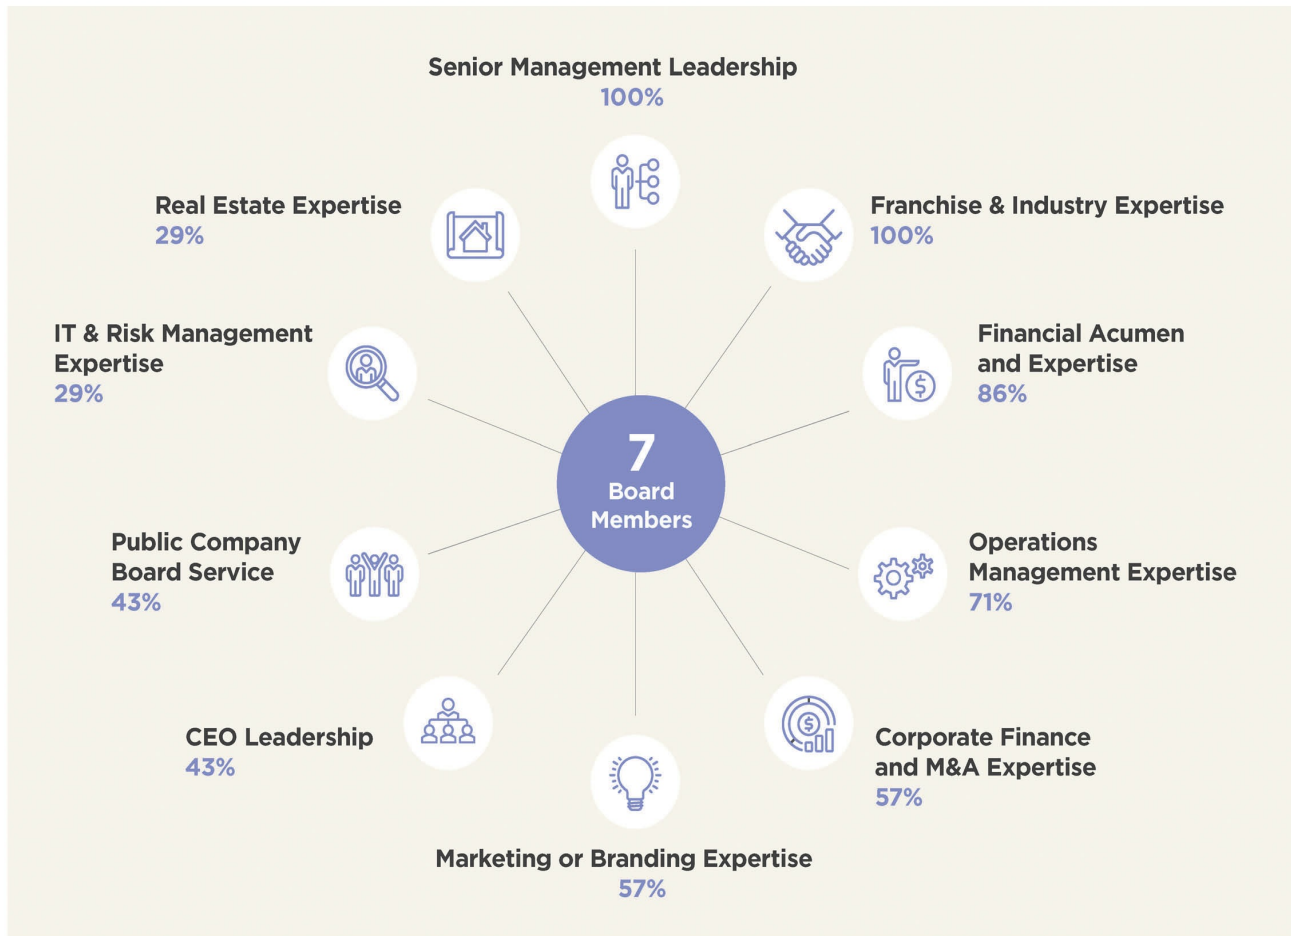 Senior Management Leadership
100%
Franchise & Industry Expertise
100%
Financial Acumen
and Expertise
86%
Operations
Management Expertise
71%
Corporate Finance
and M&A Expertise
57%
Marketing or Branding Expertise
57%
CEO Leadership
43%
Public Company
Board Service
43%
IT & Risk Management
Expertise
29%
Real Estate Expertise
29%
7
Board
Members